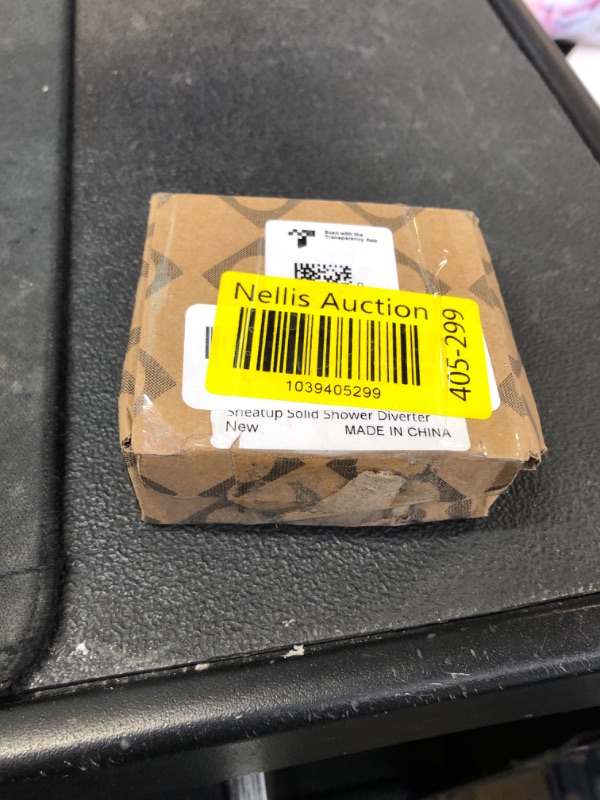 Scan with the
Transparency App
Nellis Auction
1039405299
405-299
Sheatup Solid Shower Diverter
New MADE IN CHINA